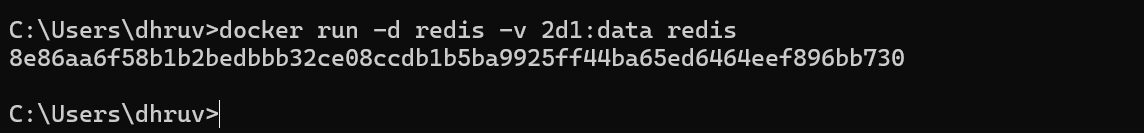 C:\Users\dhruv>docker run -d redis -v 2d1:data redis
8e86aa6f58b1b2bedbbb32ce08ccdb1b5ba9925ff44ba65ed6464eef896bb730
C:\Users\dhruv>